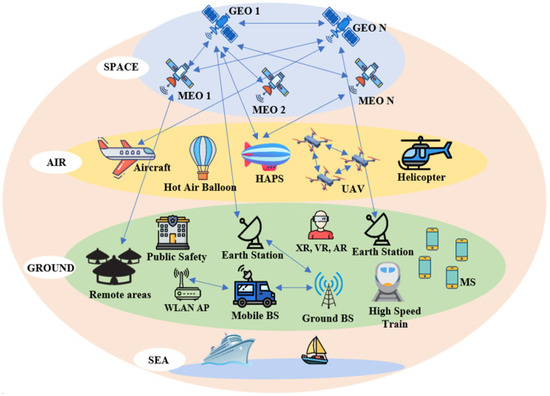 GEO 1
GEO N
SPACE
MEO 1
MEO 2
MEO N
AIR
Aircraft
Hot Air Balloon
HAPS
UAV
Helicopter
Public Safety
Earth Station
XR, VR, AR
Earth Station
GROUND
Remote areas
WLAN AP
Mobile BS
Ground BS
High Speed
Train
MS
SEA